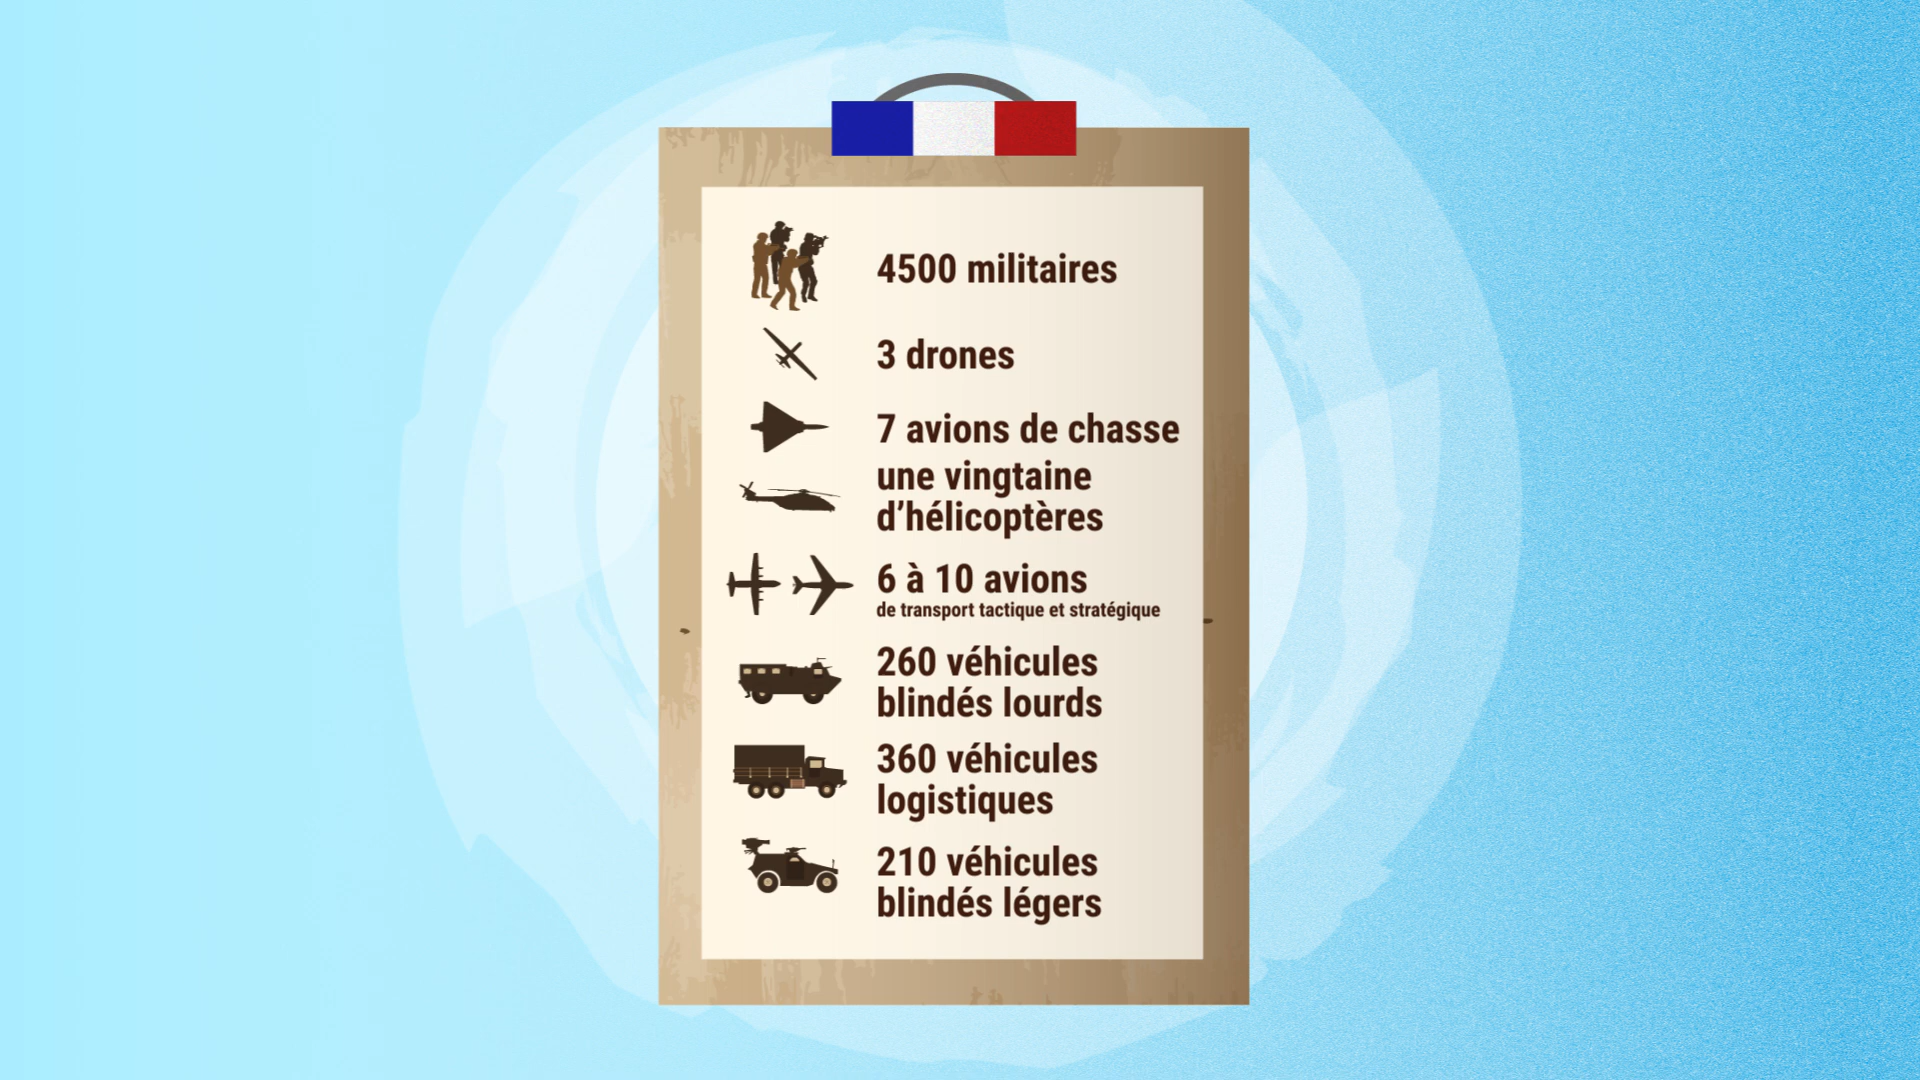 4500 militaires
3 drones
7 avions de chasse
une vingtaine
d’hélicoptères
6 à 10 avions
de transport tactique et stratégique
260 véhicules
blindés lourds
360 véhicules
logistiques
210 véhicules
blindés légers